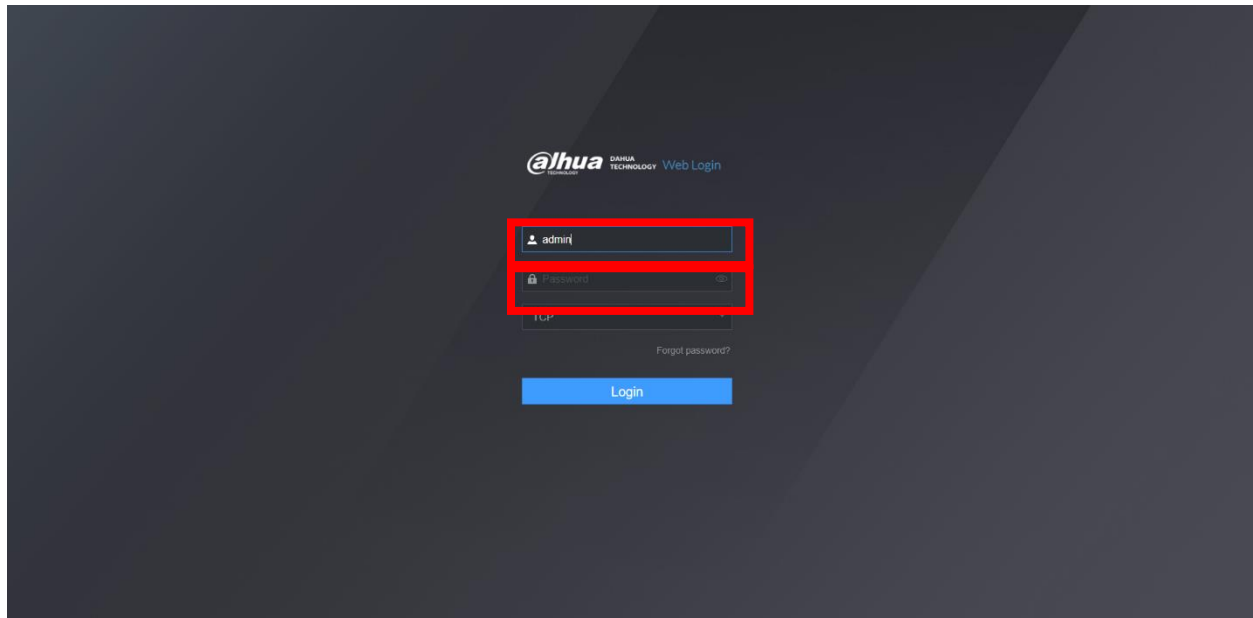 alhua DAHUA TECHNOLOGY Web Login
TECHNOLOGY
admin
Password
TCP
Forgot password?
Login